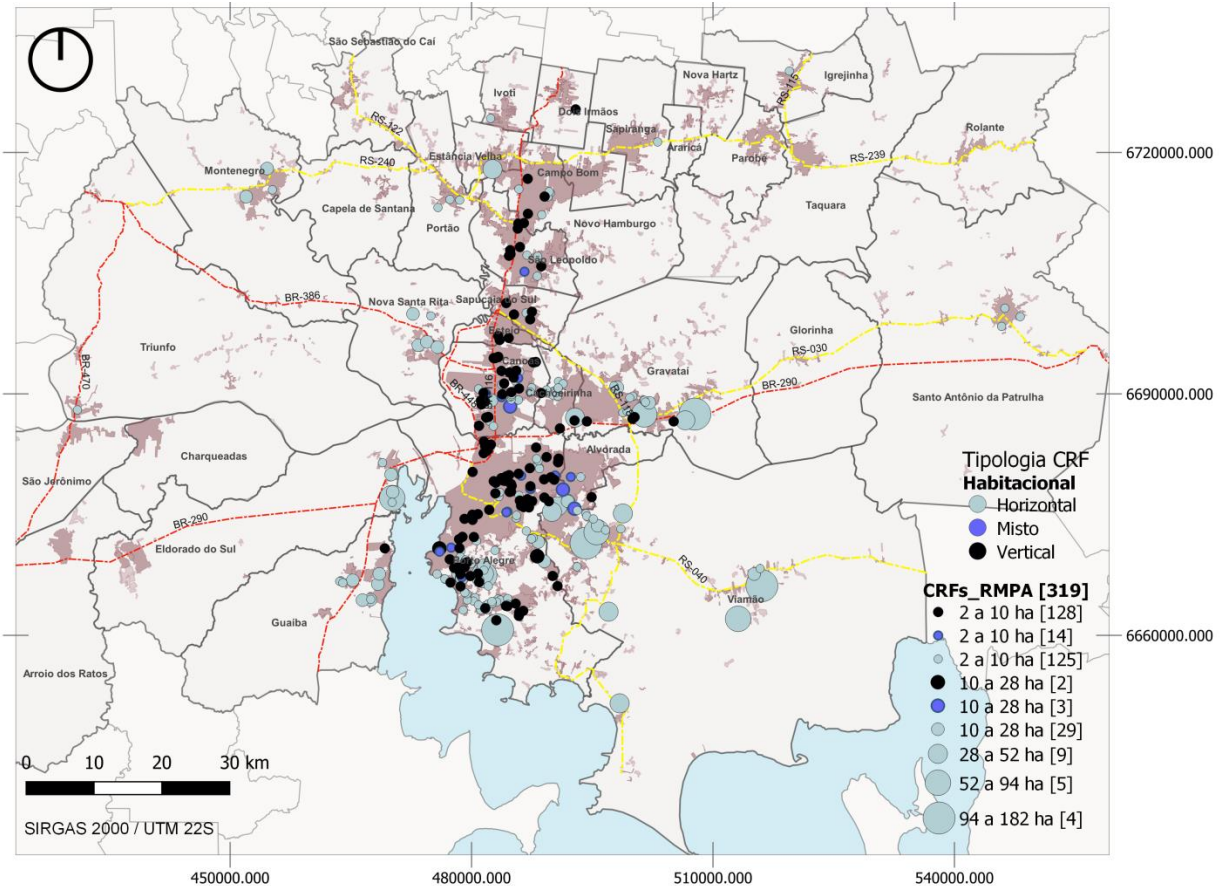 São Sebastião do Caí
Nova Hartz
Igrejinha
RS-115
Ivoti
Dois Irmãos
Sapiranga
Rolante
RS-122
Araricá
Parobé
RS-239
Estância Velha
RS-240
Montenegro
Campo Bom
6720000.000
Capela de Santana
Taquara
Portão
Novo Hamburgo
São Leopoldo
BR-386
Nova Santa Rita
Sapucaia do Sul
Esteio
Glorinha
Triunfo
RS-030
Canoas
Gravataí
BR-470
BR-448
BR-290
Cachoeirinha
RS-118
6690000.000
Santo Antônio da Patrulha
Alvorada
Charqueadas
São Jerônimo
BR-290
Eldorado do Sul
Porto Alegre
RS-040
Viamão
Guaíba
6660000.000
Arroio dos Ratos
Tipologia CRF
Habitacional
Horizontal
Misto
Vertical
CRFs_RMPA [319]
2 a 10 ha [128]
2 a 10 ha [14]
2 a 10 ha [125]
10 a 28 ha [2]
10 a 28 ha [3]
10 a 28 ha [29]
28 a 52 ha [9]
52 a 94 ha [5]
94 a 182 ha [4]
0 10 20 30 km
SIRGAS 2000 / UTM 22S
450000.000 480000.000 510000.000 540000.000